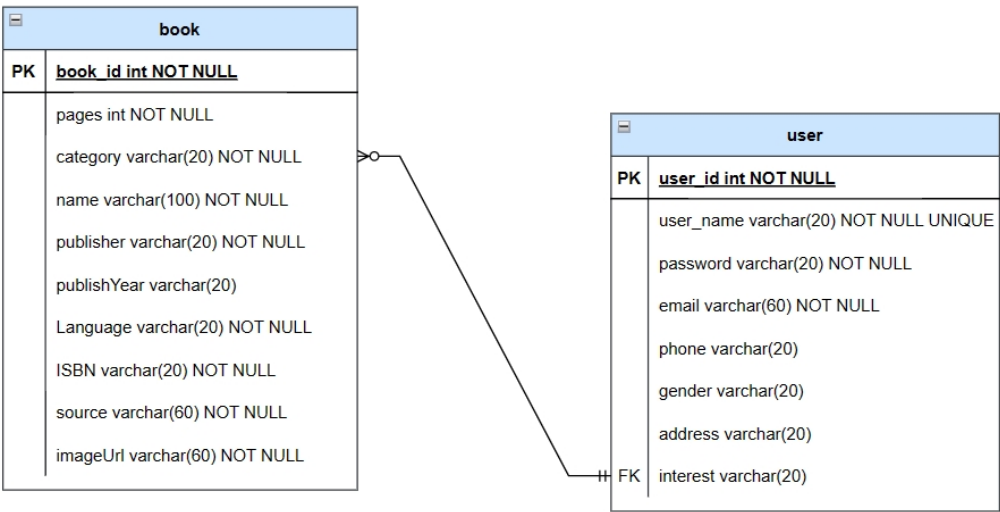 book
PK book_id int NOT NULL
pages int NOT NULL
category varchar(20) NOT NULL
name varchar(100) NOT NULL
publisher varchar(20) NOT NULL
publishYear varchar(20)
Language varchar(20) NOT NULL
ISBN varchar(20) NOT NULL
source varchar(60) NOT NULL
imageUrl varchar(60) NOT NULL
user
PK user_id int NOT NULL
user_name varchar(20) NOT NULL UNIQUE
password varchar(20) NOT NULL
email varchar(60) NOT NULL
phone varchar(20)
gender varchar(20)
address varchar(20)
FK interest varchar(20)